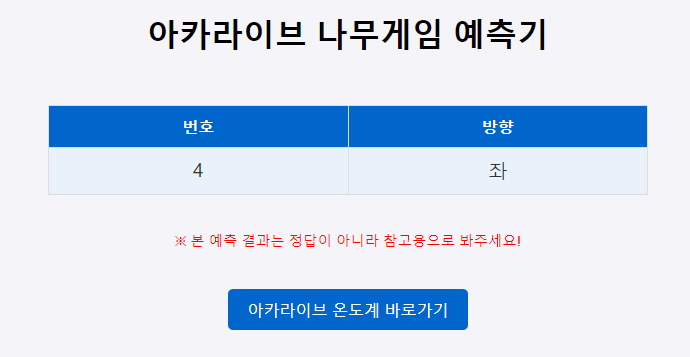 아카라이브 나무게임 예측기
번호 방향
4 좌
※ 본 예측 결과는 정답이 아니라 참고용으로 봐주세요!
아카라이브 온도계 바로가기